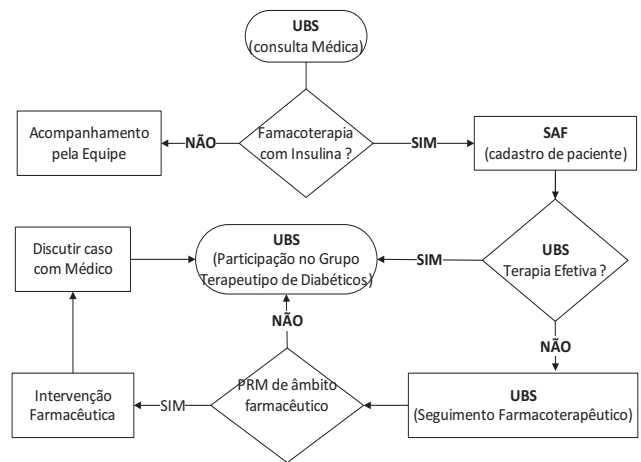 UBS
(consulta Médica)
Acompanhamento
pela Equipe
NÃO
Famacoterapia
com Insulina ?
SIM
SAF
(cadastro de paciente)
Discutir caso
com Médico
UBS
(Participação no Grupo
Terapeutipo de Diabéticos)
SIM
UBS
Terapia Efetiva ?
NÃO
NÃO
Intervenção
Farmacêutica
SIM
PRM de âmbito
farmacêutico
UBS
(Seguimento Farmacoterapêutico)